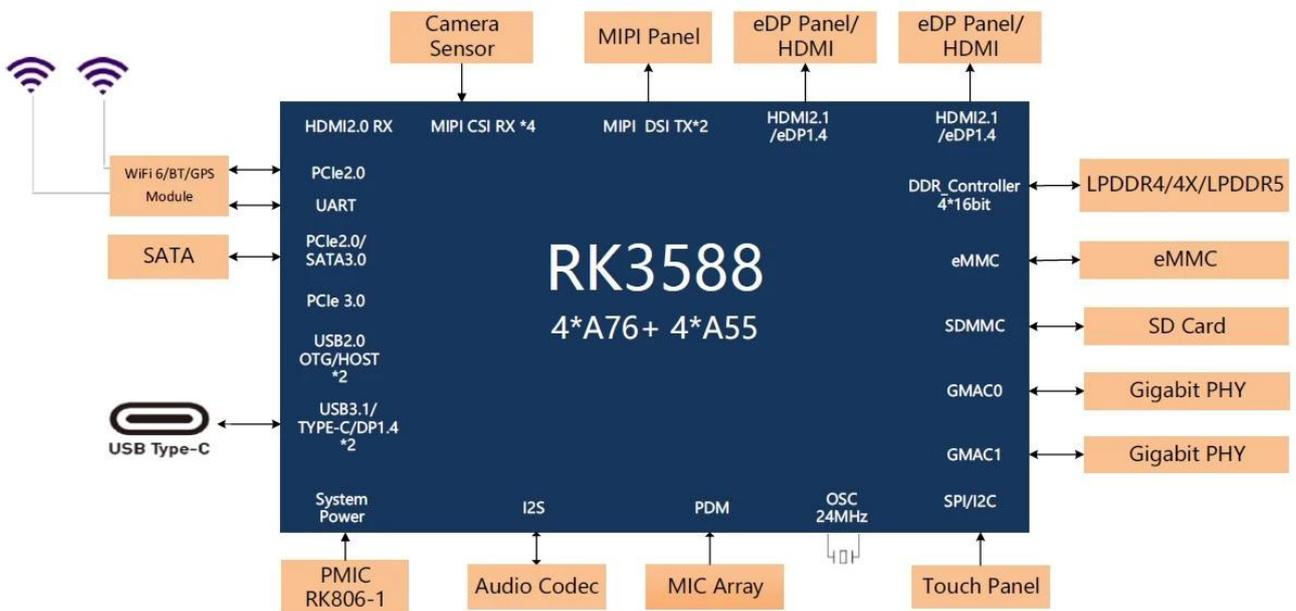 Camera
Sensor
MIPI Panel
eDP Panel/
HDMI
eDP Panel/
HDMI
HDMI2.0 RX
MIPI CSI RX *4
MIPI DSI TX*2
HDMI2.1
/eDP1.4
HDMI2.1
/eDP1.4
WiFi 6/BT/GPS
Module
PCIe2.0
UART
SATA
PCIe2.0/
SATA3.0
PCIe 3.0
USB2.0
OTG/HOST
*2
USB Type-C
USB3.1/
TYPE-C/DP1.4
*2
RK3588
4*A76+ 4*A55
DDR_Controller
4*16bit
LPDDR4/4X/LPDDR5
eMMC
eMMC
SDMMC
SD Card
GMAC0
Gigabit PHY
GMAC1
Gigabit PHY
System
Power
I2S
PDM
OSC
24MHz
SPI/I2C
PMIC
RK806-1
Audio Codec
MIC Array
Touch Panel